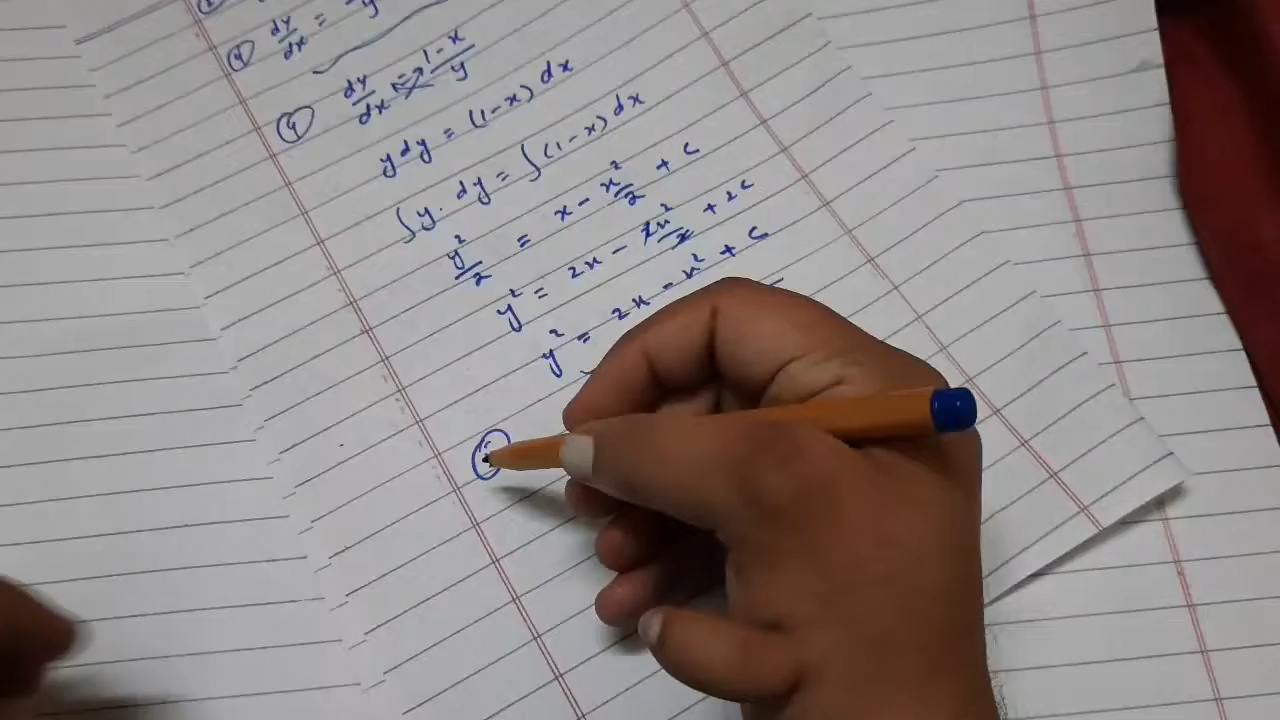 ④ dy/dx =
④ dy/dx = (1-x)/y
y dy = (1-x) dx
∫y. dy = ∫(1-x) dx
y²/2 = x - x²/2 + c
y² = 2x - 2x²/2 + 2c
y² = 2x - x² + c